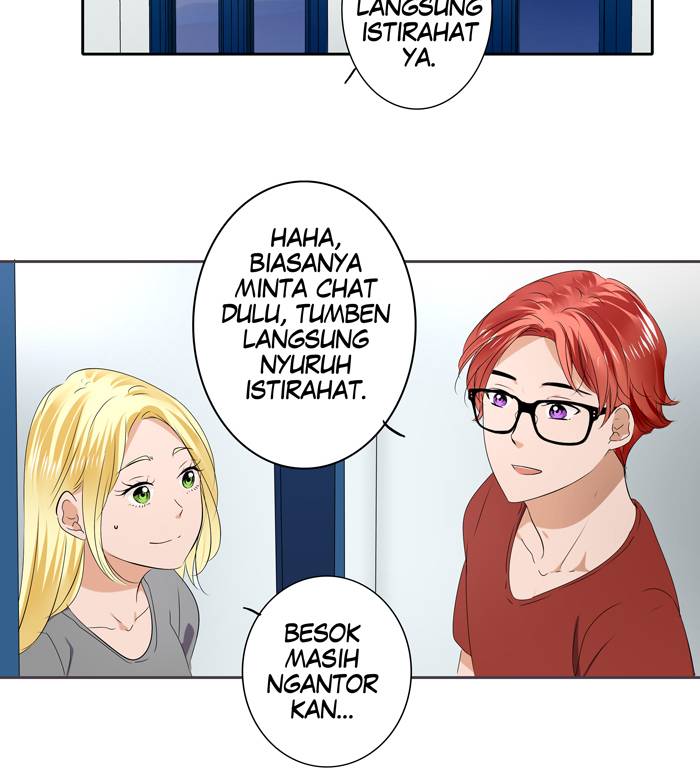 LANGSUNG
ISTIRAHAT
YA.
HAHA,
BIASANYA
MINTA CHAT
DULU, TUMBEN
LANGSUNG
NYURUH
ISTIRAHAT.
BESOK
MASIH
NGANTOR
KAN...